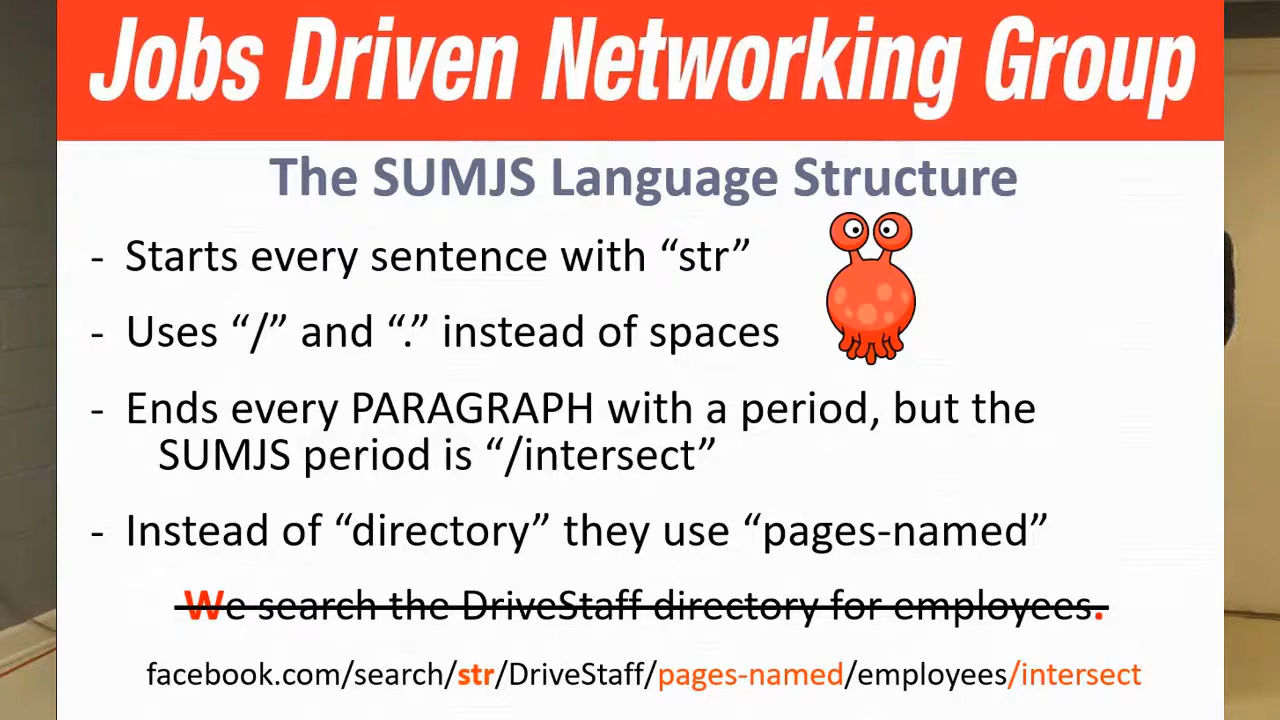 Jobs Driven Networking Group
The SUMJS Language Structure
- Starts every sentence with “str”
- Uses “/” and “.” instead of spaces
- Ends every PARAGRAPH with a period, but the
SUMJS period is “/intersect”
- Instead of “directory” they use “pages-named”
We search the DriveStaff directory for employees.
facebook.com/search/str/DriveStaff/pages-named/employees/intersect